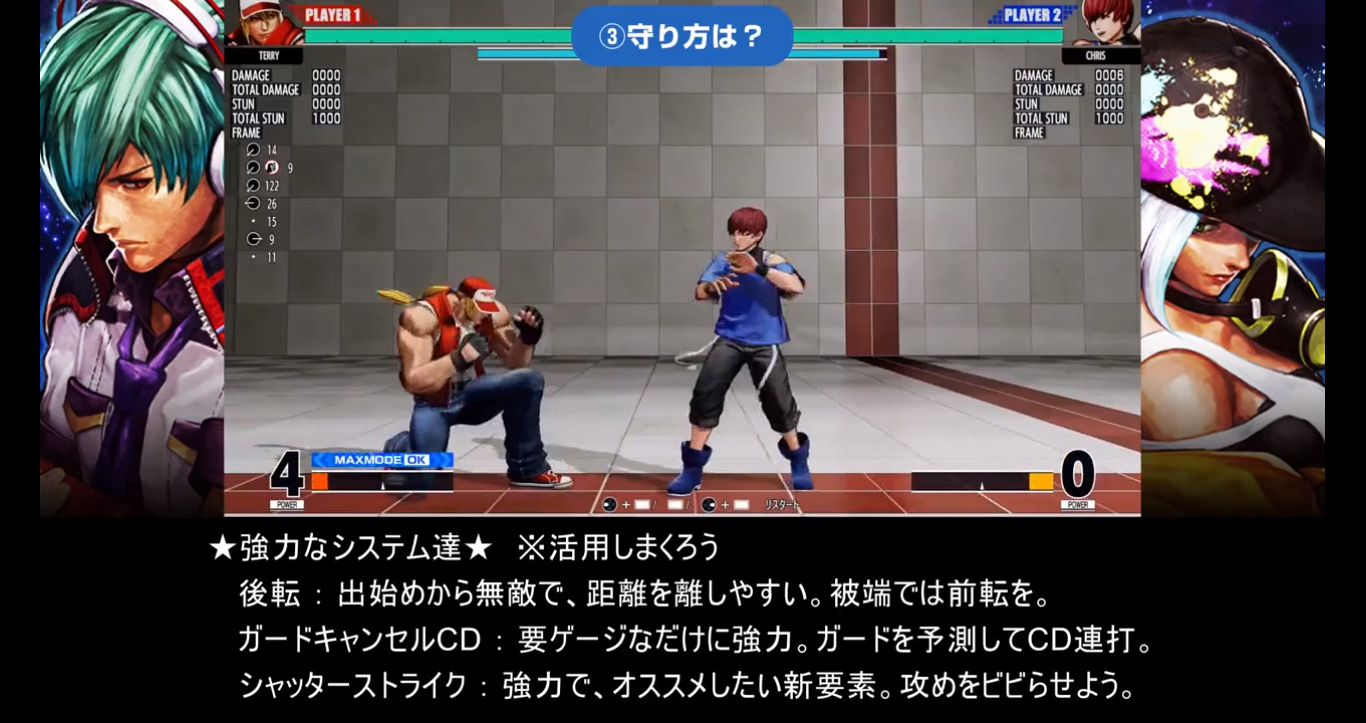 PLAYER 1
③守り方は？
PLAYER 2
TERRY
CHRIS
DAMAGE 0000
TOTAL DAMAGE 0000
STUN 0000
TOTAL STUN 1000
FRAME
14
9
122
26
15
9
11
DAMAGE 0006
TOTAL DAMAGE 0000
STUN 0000
TOTAL STUN 1000
FRAME
4
POWER
MAXMODE OK
+ / / + リスタート
0
POWER
★強力なシステム達★ ※活用しまくろう
後転 : 出始めから無敵で、距離を離しやすい。被端では前転を。
ガードキャンセルCD : 要ゲージなだけに強力。ガードを予測してCD連打。
シャッターストライク : 強力で、オススメしたい新要素。攻めをビビらせよう。